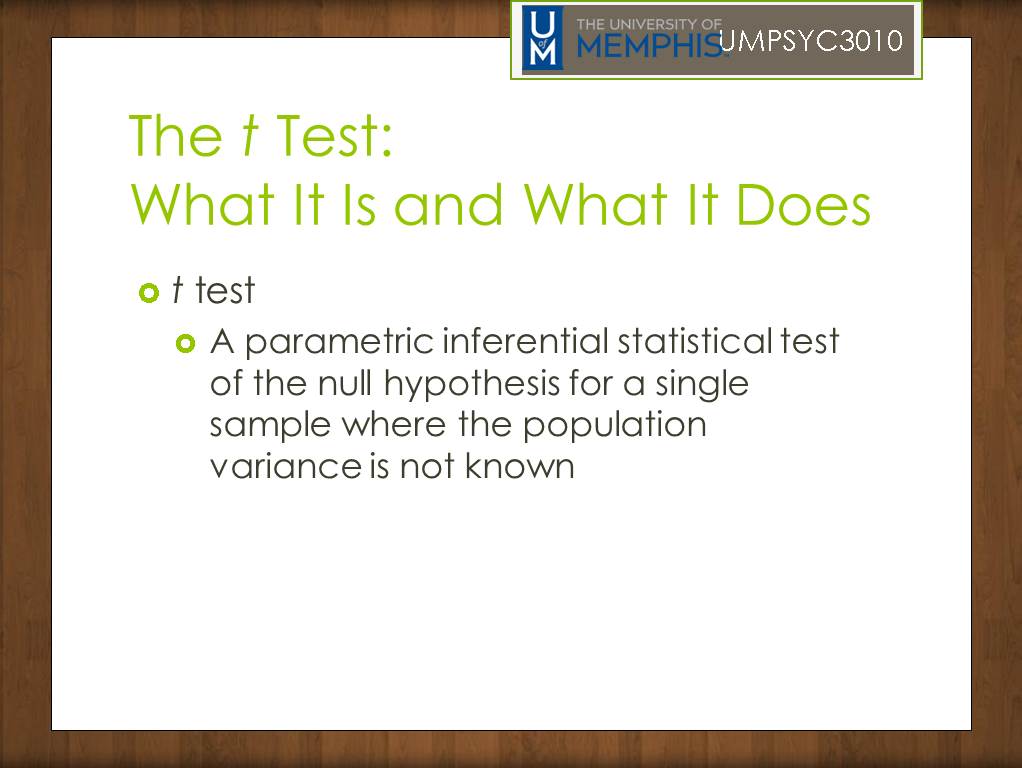 U
of
M
THE UNIVERSITY OF
MEMPHIS
UMPSYC3010
The t Test:
What It Is and What It Does
t test
A parametric inferential statistical test
of the null hypothesis for a single
sample where the population
variance is not known